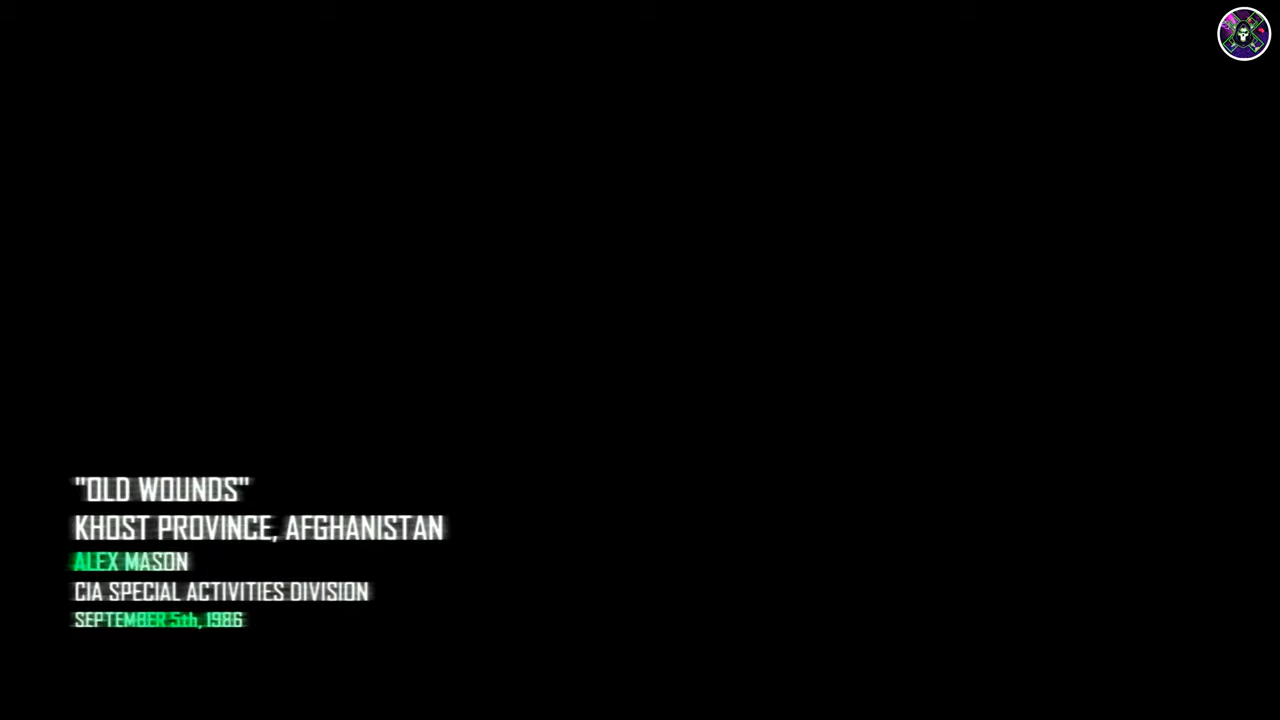 "OLD WOUNDS"
KHOST PROVINCE, AFGHANISTAN
ALEX MASON
CIA SPECIAL ACTIVITIES DIVISION
SEPTEMBER 5th, 1986